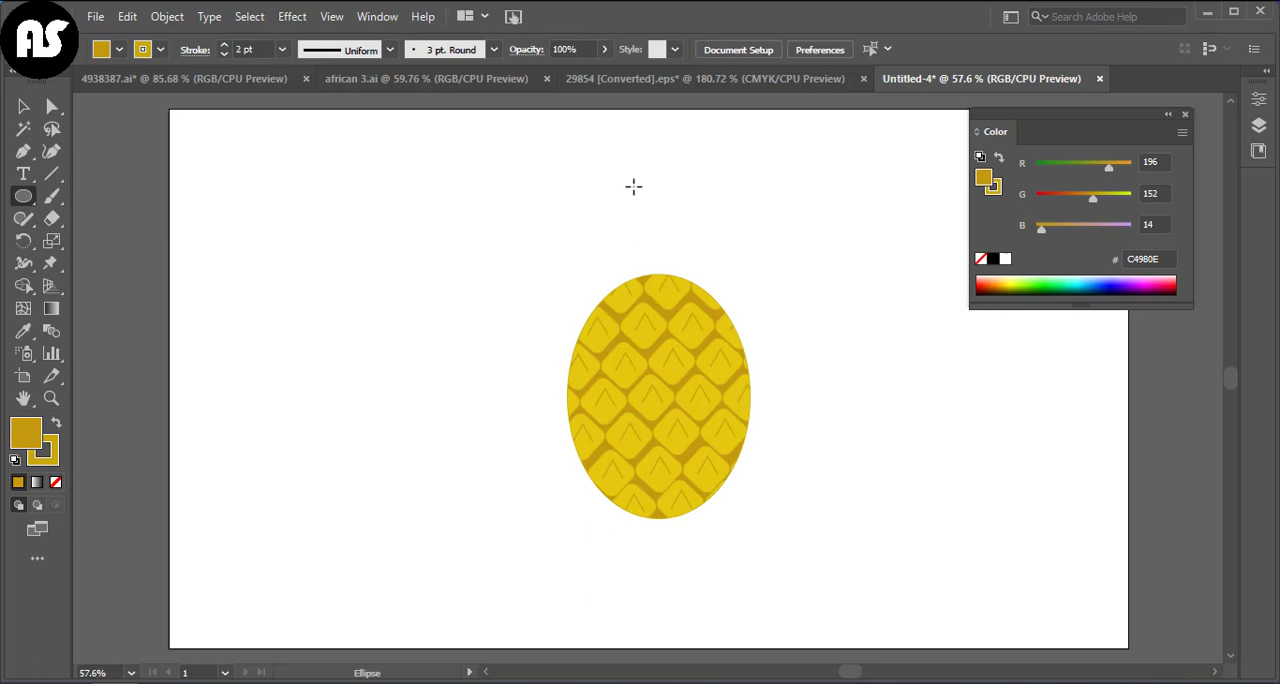 AS
File Edit Object Type Select Effect View Window Help
Search Adobe Help
Stroke: 2 pt Uniform 3 pt. Round Opacity: 100% Style: Document Setup Preferences
4938387.ai* @ 85.68 % (RGB/CPU Preview) × african 3.ai @ 59.76 % (RGB/CPU Preview) × 29854 [Converted].eps* @ 180.72 % (CMYK/CPU Preview) × Untitled-4* @ 57.6 % (RGB/CPU Preview) ×
Color
R 196
G 152
B 14
# C4980E
57.6% 1 Ellipse